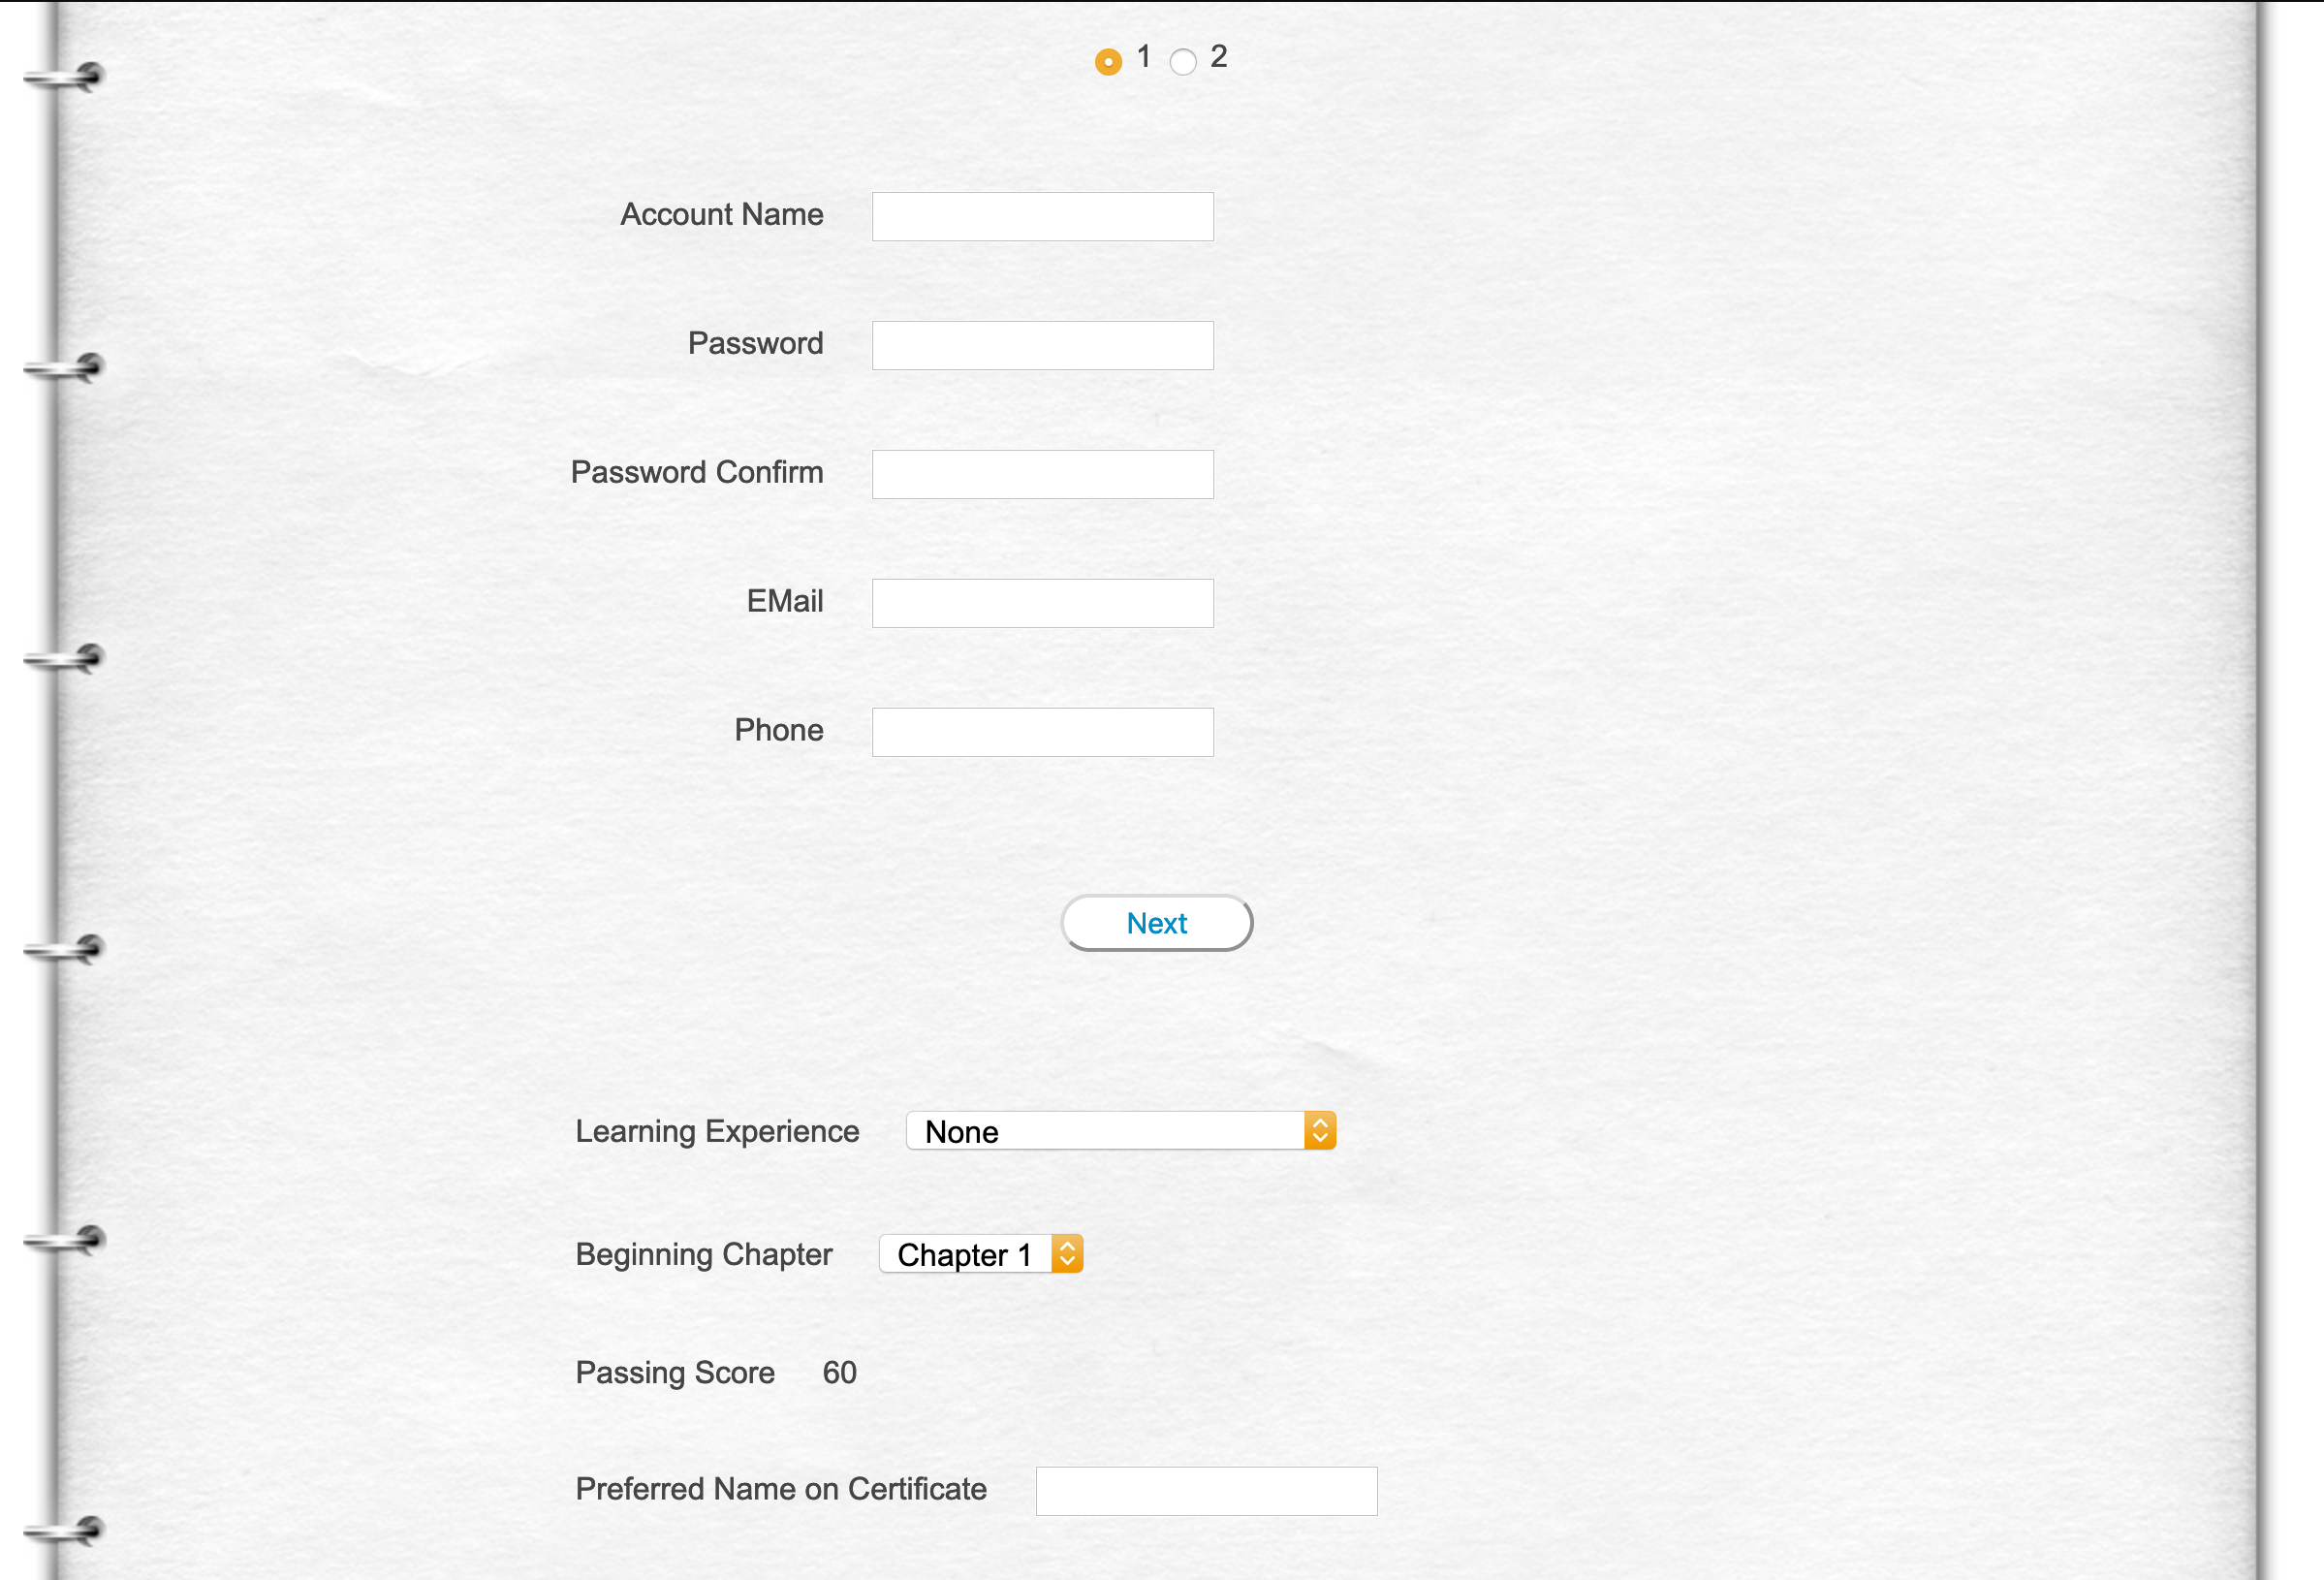 1 2
Account Name
Password
Password Confirm
EMail
Phone
Next
Learning Experience None
Beginning Chapter Chapter 1
Passing Score 60
Preferred Name on Certificate